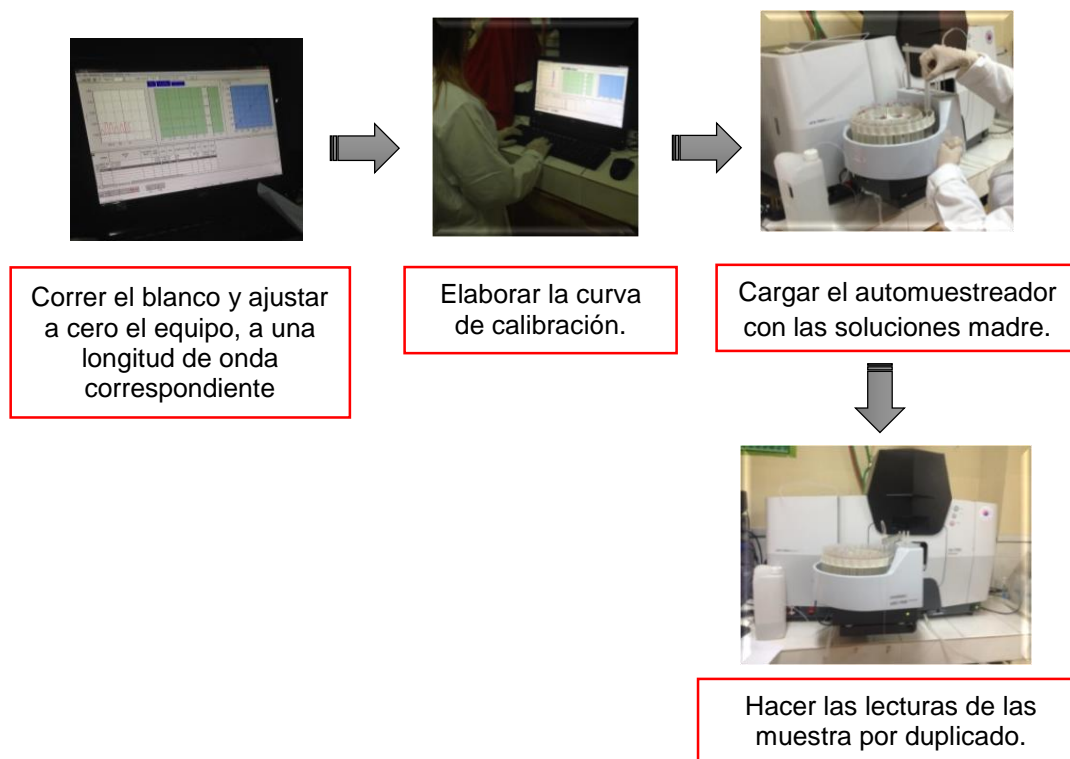 Correr el blanco y ajustar
a cero el equipo, a una
longitud de onda
correspondiente
Elaborar la curva
de calibración.
Cargar el automuestreador
con las soluciones madre.
Hacer las lecturas de las
muestra por duplicado.